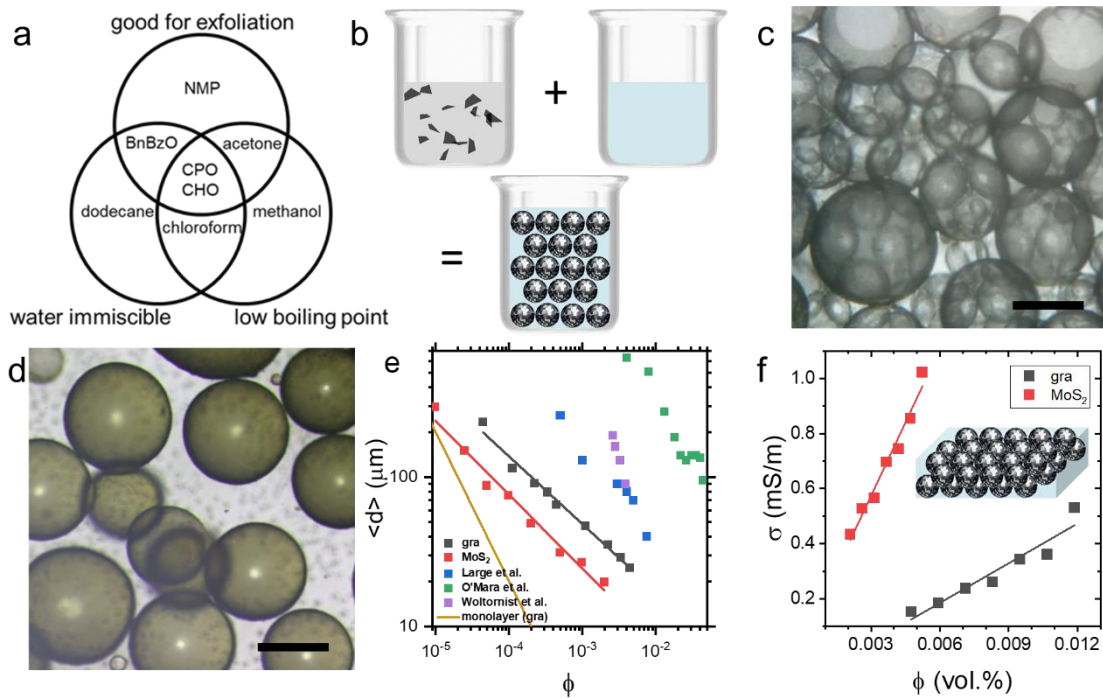 a
good for exfoliation
NMP
BnBzO
acetone
CPO
CHO
dodecane
methanol
chloroform
water immiscible
low boiling point
b
+
=
c
d
e
<d> (μm)
100
10
gra
MoS₂
Large et al.
O'Mara et al.
Woltornist et al.
monolayer (gra)
10⁻⁵
10⁻⁴
10⁻³
10⁻²
ϕ
f
σ (mS/m)
1.0
0.8
0.6
0.4
0.2
gra
MoS₂
0.003
0.006
0.009
0.012
ϕ (vol.%)